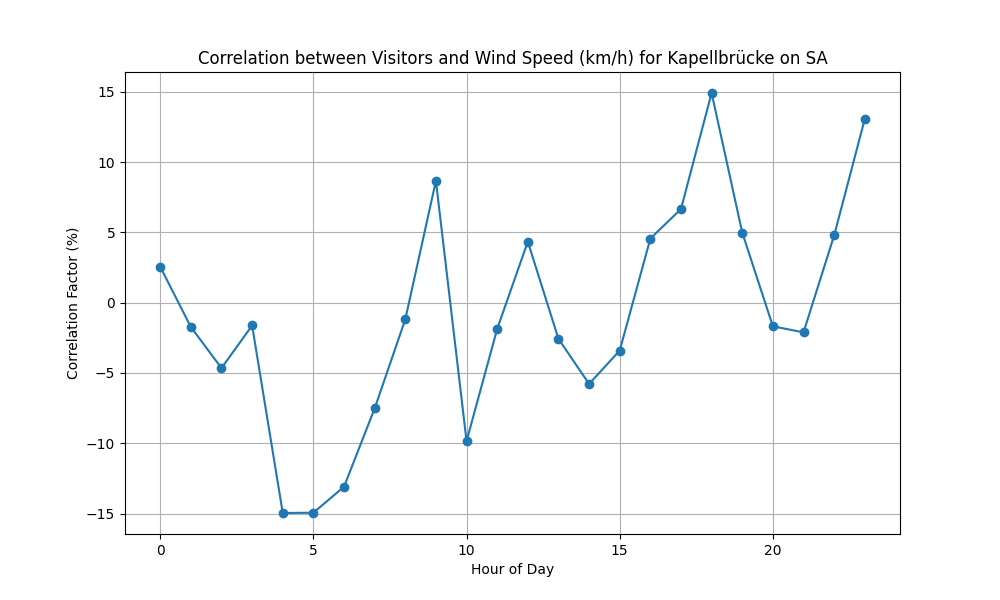 Correlation between Visitors and Wind Speed (km/h) for Kapellbrücke on SA
Correlation Factor (%)
15
10
5
0
−5
−10
−15
0 5 10 15 20
Hour of Day